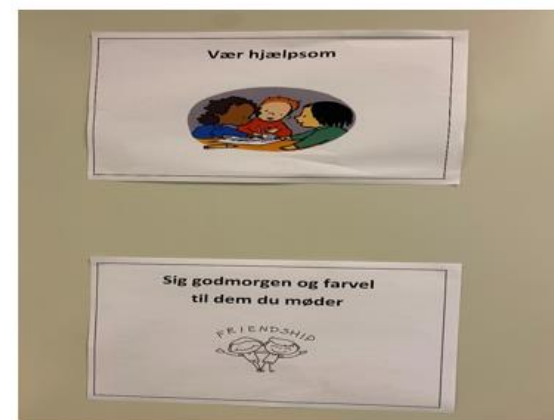 Vær hjælpsom
Sig godmorgen og farvel
til dem du møder
FRIENDSHIP